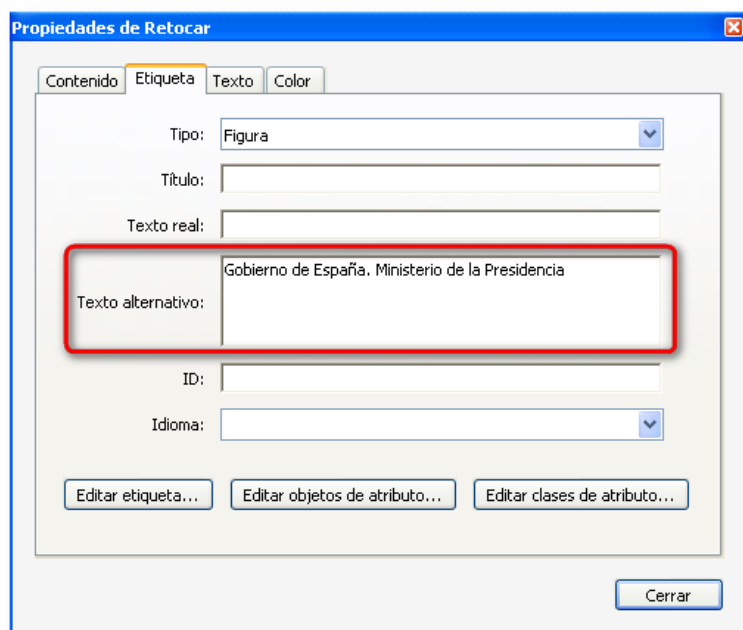 Propiedades de Retocar
Contenido Etiqueta Texto Color
Tipo: Figura
Título:
Texto real:
Texto alternativo: Gobierno de España. Ministerio de la Presidencia
ID:
Idioma:
Editar etiqueta... Editar objetos de atributo... Editar clases de atributo...
Cerrar